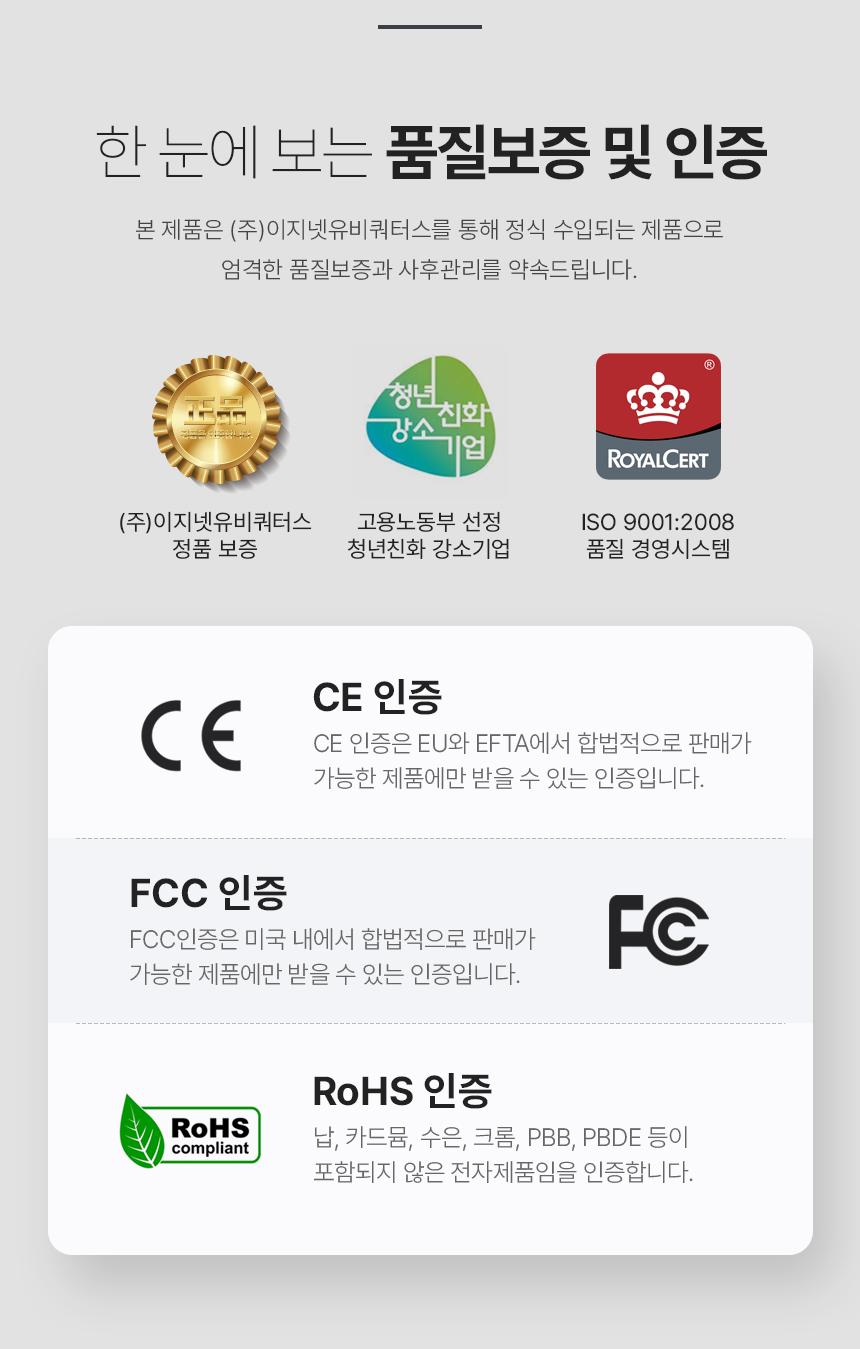 한 눈에 보는 품질보증 및 인증
본 제품은 (주)이지넷유비쿼터스를 통해 정식 수입되는 제품으로
엄격한 품질보증과 사후관리를 약속드립니다.
正品
청년
친화
강소
기업
®
ROYALCERT
(주)이지넷유비쿼터스
정품 보증
고용노동부 선정
청년친화 강소기업
ISO 9001:2008
품질 경영시스템
CE
CE 인증
CE 인증은 EU와 EFTA에서 합법적으로 판매가
가능한 제품에만 받을 수 있는 인증입니다.
FCC 인증
FCC인증은 미국 내에서 합법적으로 판매가
가능한 제품에만 받을 수 있는 인증입니다.
FC
RoHS
compliant
RoHS 인증
납, 카드뮴, 수은, 크롬, PBB, PBDE 등이
포함되지 않은 전자제품임을 인증합니다.